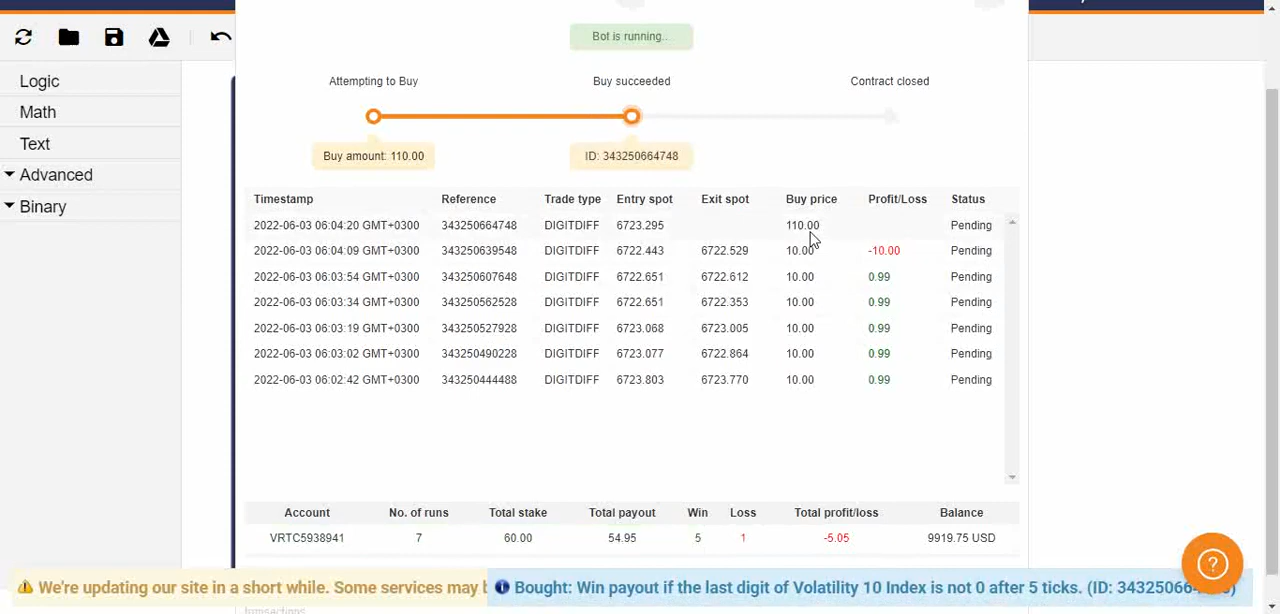 Bot is running..
Logic
Math
Text
Advanced
Binary
Attempting to Buy
Buy succeeded
Contract closed
Buy amount: 110.00
ID: 343250664748
Timestamp Reference Trade type Entry spot Exit spot Buy price Profit/Loss Status
2022-06-03 06:04:20 GMT+0300 343250664748 DIGITDIFF 6723.295 110.00 Pending
2022-06-03 06:04:09 GMT+0300 343250639548 DIGITDIFF 6722.443 6722.529 10.00 -10.00 Pending
2022-06-03 06:03:54 GMT+0300 343250607648 DIGITDIFF 6722.651 6722.612 10.00 0.99 Pending
2022-06-03 06:03:34 GMT+0300 343250562528 DIGITDIFF 6722.651 6722.353 10.00 0.99 Pending
2022-06-03 06:03:19 GMT+0300 343250527928 DIGITDIFF 6723.068 6723.005 10.00 0.99 Pending
2022-06-03 06:03:02 GMT+0300 343250490228 DIGITDIFF 6723.077 6722.864 10.00 0.99 Pending
2022-06-03 06:02:42 GMT+0300 343250444488 DIGITDIFF 6723.803 6723.770 10.00 0.99 Pending
Account No. of runs Total stake Total payout Win Loss Total profit/loss Balance
VRTC5938941 7 60.00 54.95 5 1 -5.05 9919.75 USD
We're updating our site in a short while. Some services may
Bought: Win payout if the last digit of Volatility 10 Index is not 0 after 5 ticks. (ID: 34325066